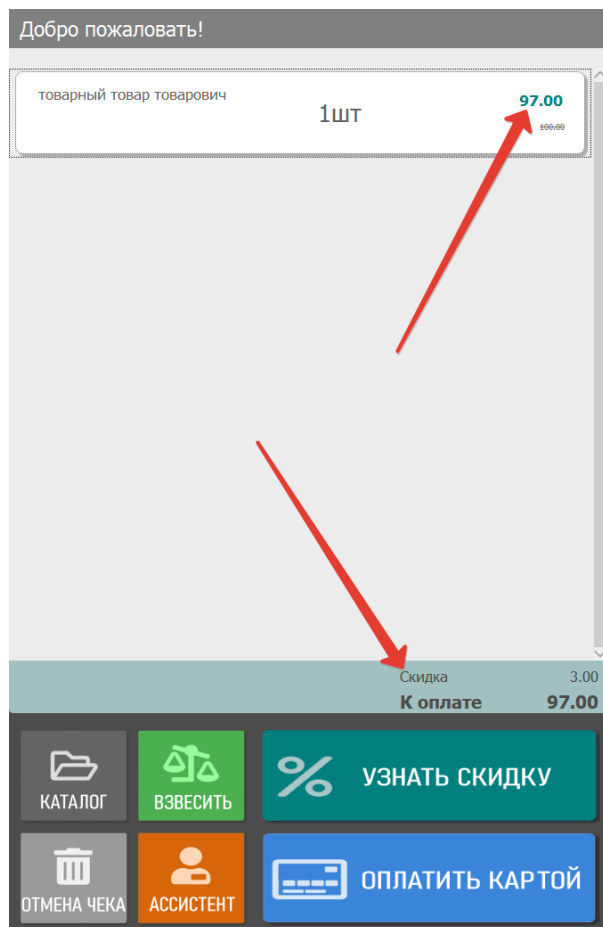 Добро пожаловать!
товарный товар товарович
1шт
97.00
100.00
Скидка 3.00
К оплате 97.00
КАТАЛОГ
ВЗВЕСИТЬ
УЗНАТЬ СКИДКУ
ОТМЕНА ЧЕКА
АССИСТЕНТ
ОПЛАТИТЬ КАРТОЙ